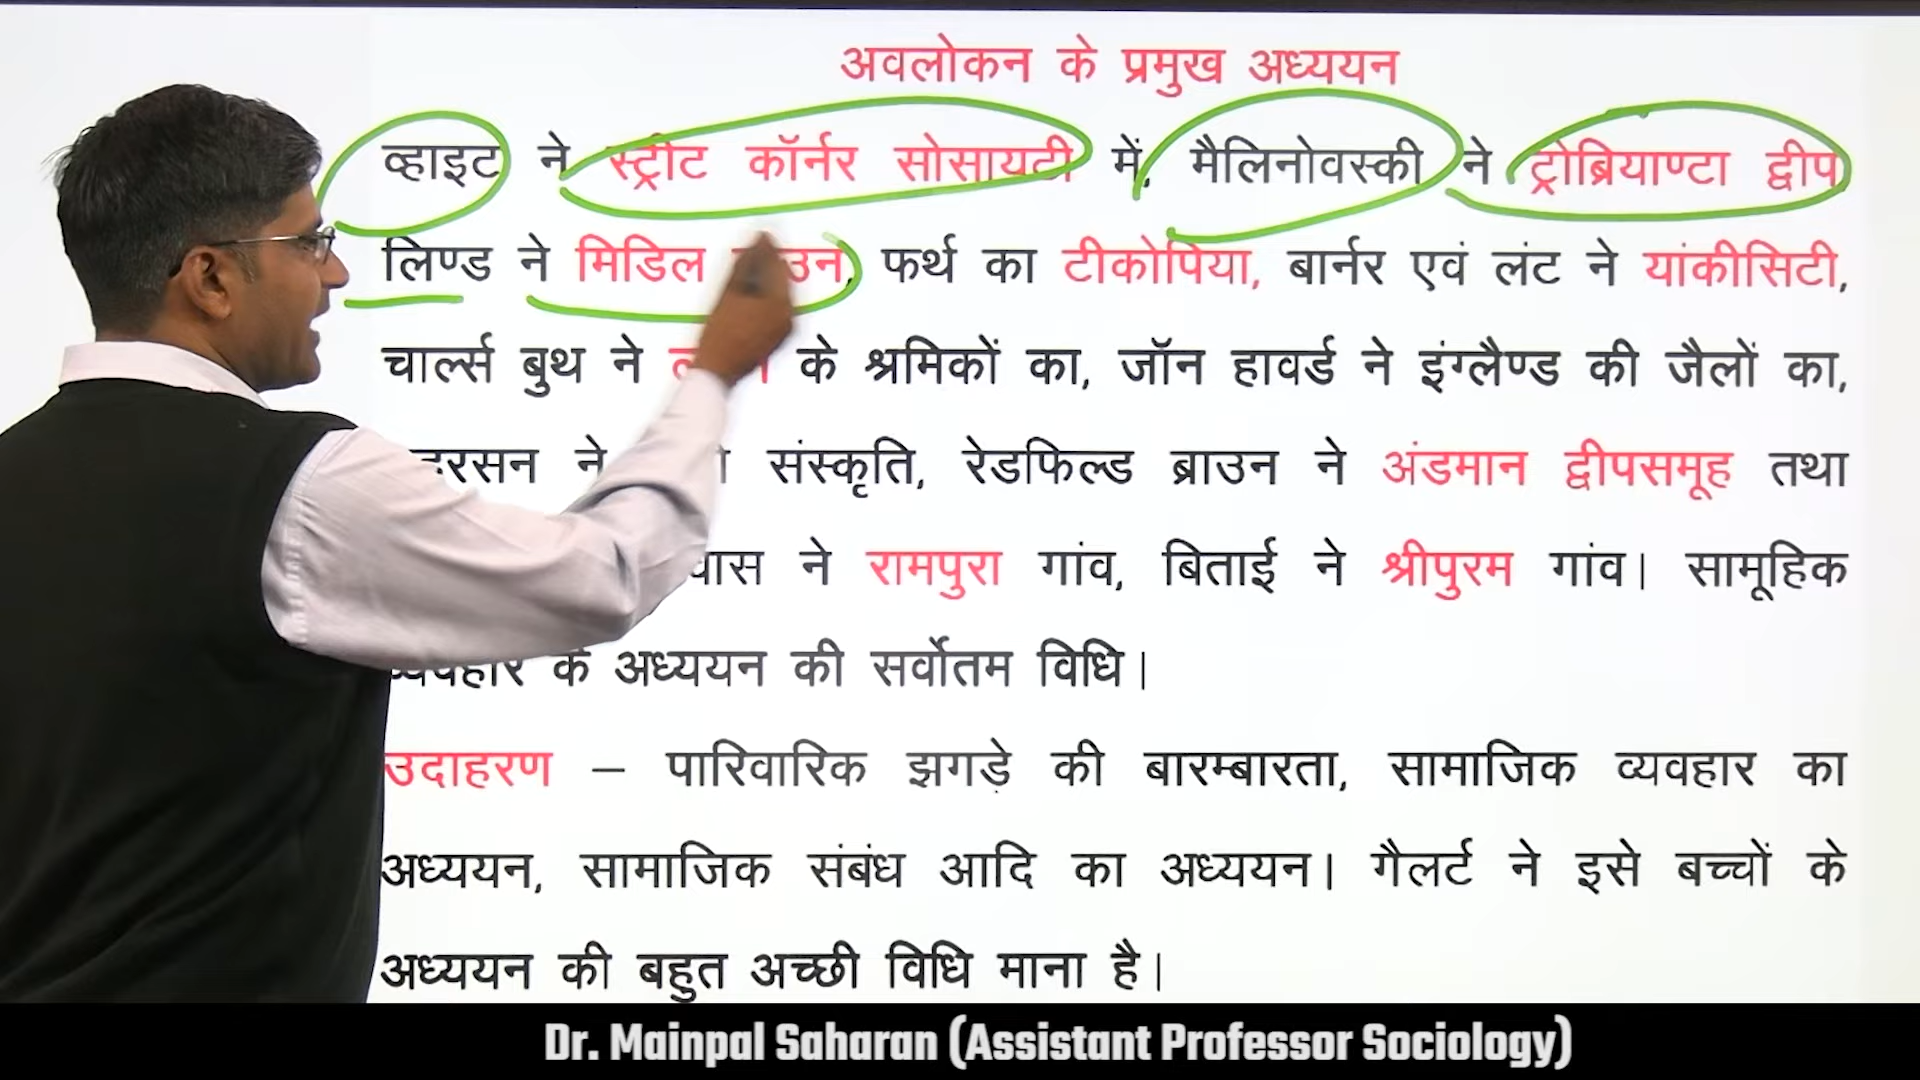 अवलोकन के प्रमुख अध्ययन
व्हाइट ने स्ट्रीट कॉर्नर सोसायटी में, मैलिनोवस्की ने ट्रोब्रियाण्टा द्वीप
लिण्ड ने मिडिल फर्थ का टीकोपिया, बार्नर एवं लंट ने यांकीसिटी,
चार्ल्स बुथ ने के श्रमिकों का, जॉन हावर्ड ने इंग्लैण्ड की जैलों का,
ने संस्कृति, रेडफिल्ड ब्राउन ने अंडमान द्वीपसमूह तथा
ने रामपुरा गांव, बिताई ने श्रीपुरम गांव। सामूहिक
के अध्ययन की सर्वोतम विधि।
उदाहरण – पारिवारिक झगड़े की बारम्बारता, सामाजिक व्यवहार का
अध्ययन, सामाजिक संबंध आदि का अध्ययन। गैलर्ट ने इसे बच्चों के
अध्ययन की बहुत अच्छी विधि माना है।
Dr. Mainpal Saharan (Assistant Professor Sociology)